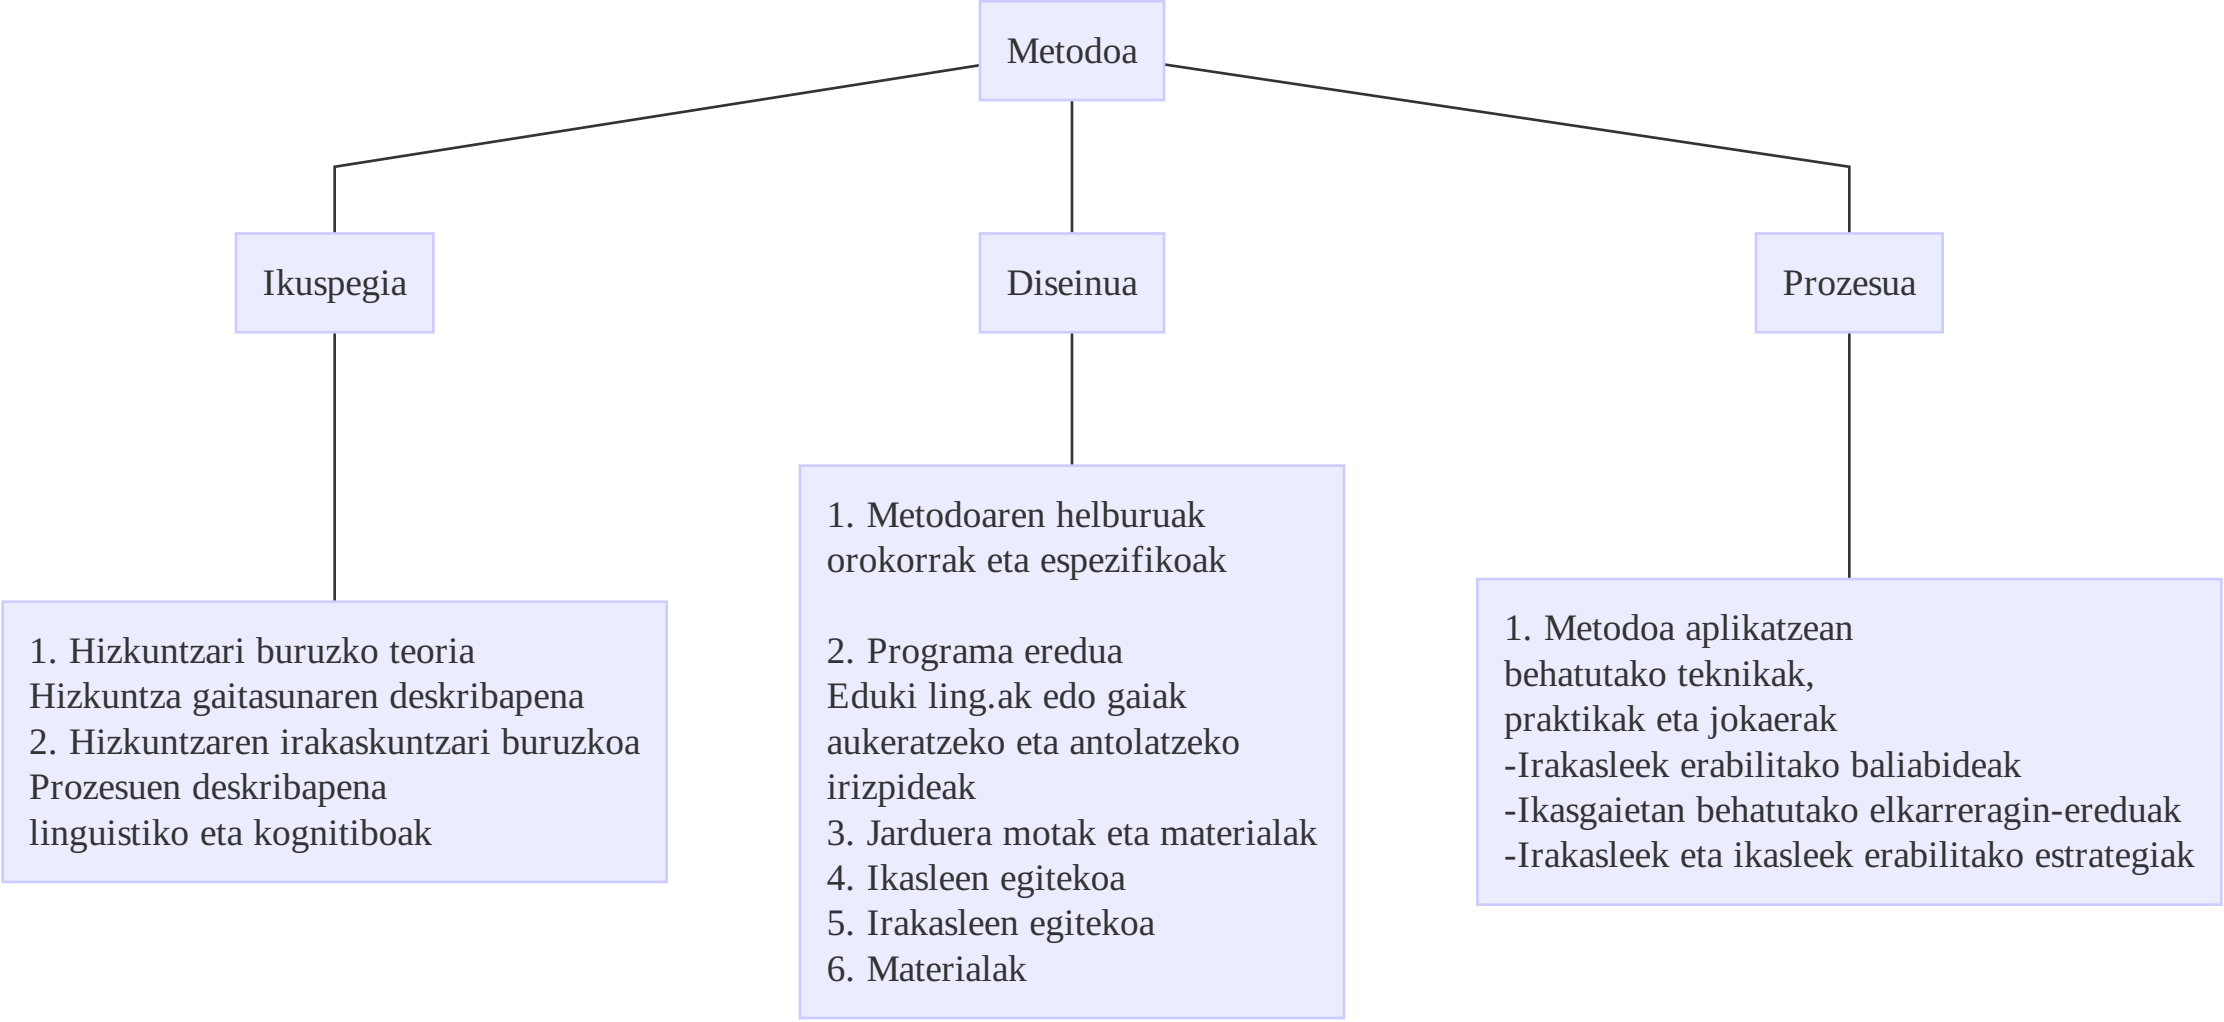 Metodoa
Ikuspegia
Diseinua
Prozesua
1. Hizkuntzari buruzko teoria
Hizkuntza gaitasunaren deskribapena
2. Hizkuntzaren irakaskuntzari buruzkoa
Prozesuen deskribapena
linguistiko eta kognitiboak
1. Metodoaren helburuak
orokorrak eta espezifikoak
2. Programa eredua
Eduki ling.ak edo gaiak
aukeratzeko eta antolatzeko
irizpideak
3. Jarduera motak eta materialak
4. Ikasleen egitekoa
5. Irakasleen egitekoa
6. Materialak
1. Metodoa aplikatzean
behatutako teknikak,
praktikak eta jokaerak
-Irakasleek erabilitako baliabideak
-Ikasgaietan behatutako elkarreragin-ereduak
-Irakasleek eta ikasleek erabilitako estrategiak